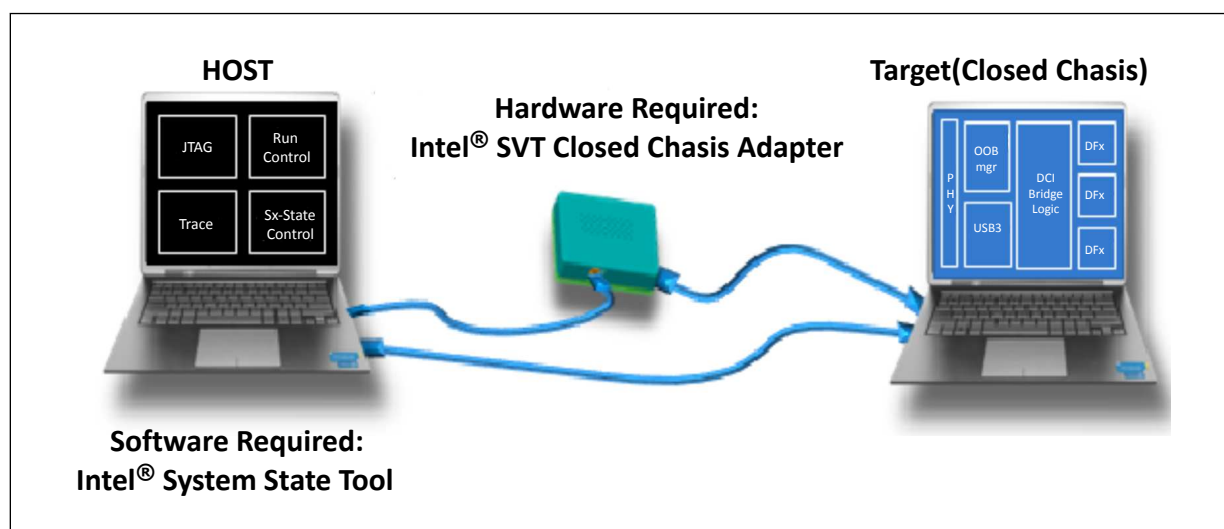 HOST
Target(Closed Chasis)
Hardware Required:
Intel® SVT Closed Chasis Adapter
JTAG
Run
Control
Trace
Sx-State
Control
P
H
Y
OOB
mgr
USB3
DCI
Bridge
Logic
DFx
DFx
DFx
Software Required:
Intel® System State Tool